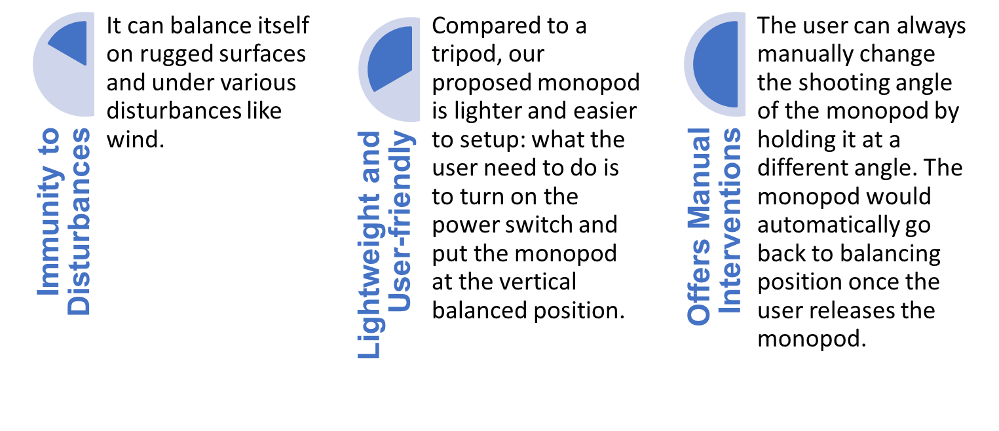 Immunity to
Disturbances
It can balance itself
on rugged surfaces
and under various
disturbances like
wind.
Lightweight and
User-friendly
Compared to a
tripod, our
proposed monopod
is lighter and easier
to setup: what the
user need to do is
to turn on the
power switch and
put the monopod
at the vertical
balanced position.
Offers Manual
Interventions
The user can always
manually change
the shooting angle
of the monopod by
holding it at a
different angle. The
monopod would
automatically go
back to balancing
position once the
user releases the
monopod.